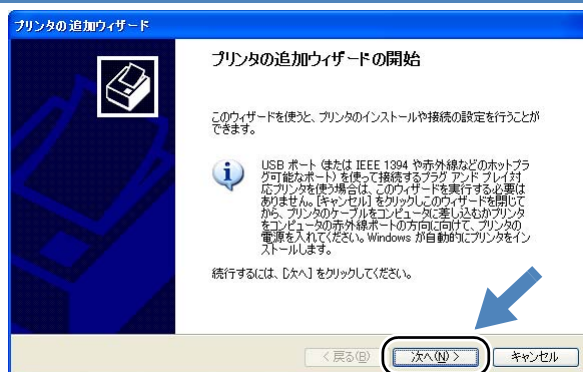 プリンタの追加ウィザード
プリンタの追加ウィザードの開始
このウィザードを使うと、プリンタのインストールや接続の設定を行うことが
できます。
USB ポート (または IEEE 1394 や赤外線などのホットプラ
グ可能なポート) を使って接続するプラグ アンド プレイ対
応プリンタを使う場合は、このウィザードを実行する必要は
ありません。[キャンセル] をクリックしこのウィザードを閉じて
から、プリンタのケーブルをコンピュータに差し込むかプリンタ
をコンピュータの赤外線ポートの方向に向けて、プリンタの
電源を入れてください。Windows が自動的にプリンタをイン
ストールします。
続行するには、[次へ] をクリックしてください。
< 戻る(B)
次へ(N) >
キャンセル